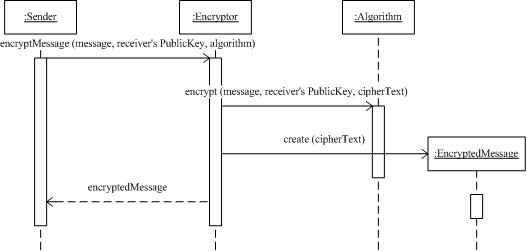 :Sender
:Encryptor
:Algorithm
encryptMessage (message, receiver's PublicKey, algorithm)
encrypt (message, receiver's PublicKey, cipherText)
create (cipherText)
:EncryptedMessage
encryptedMessage